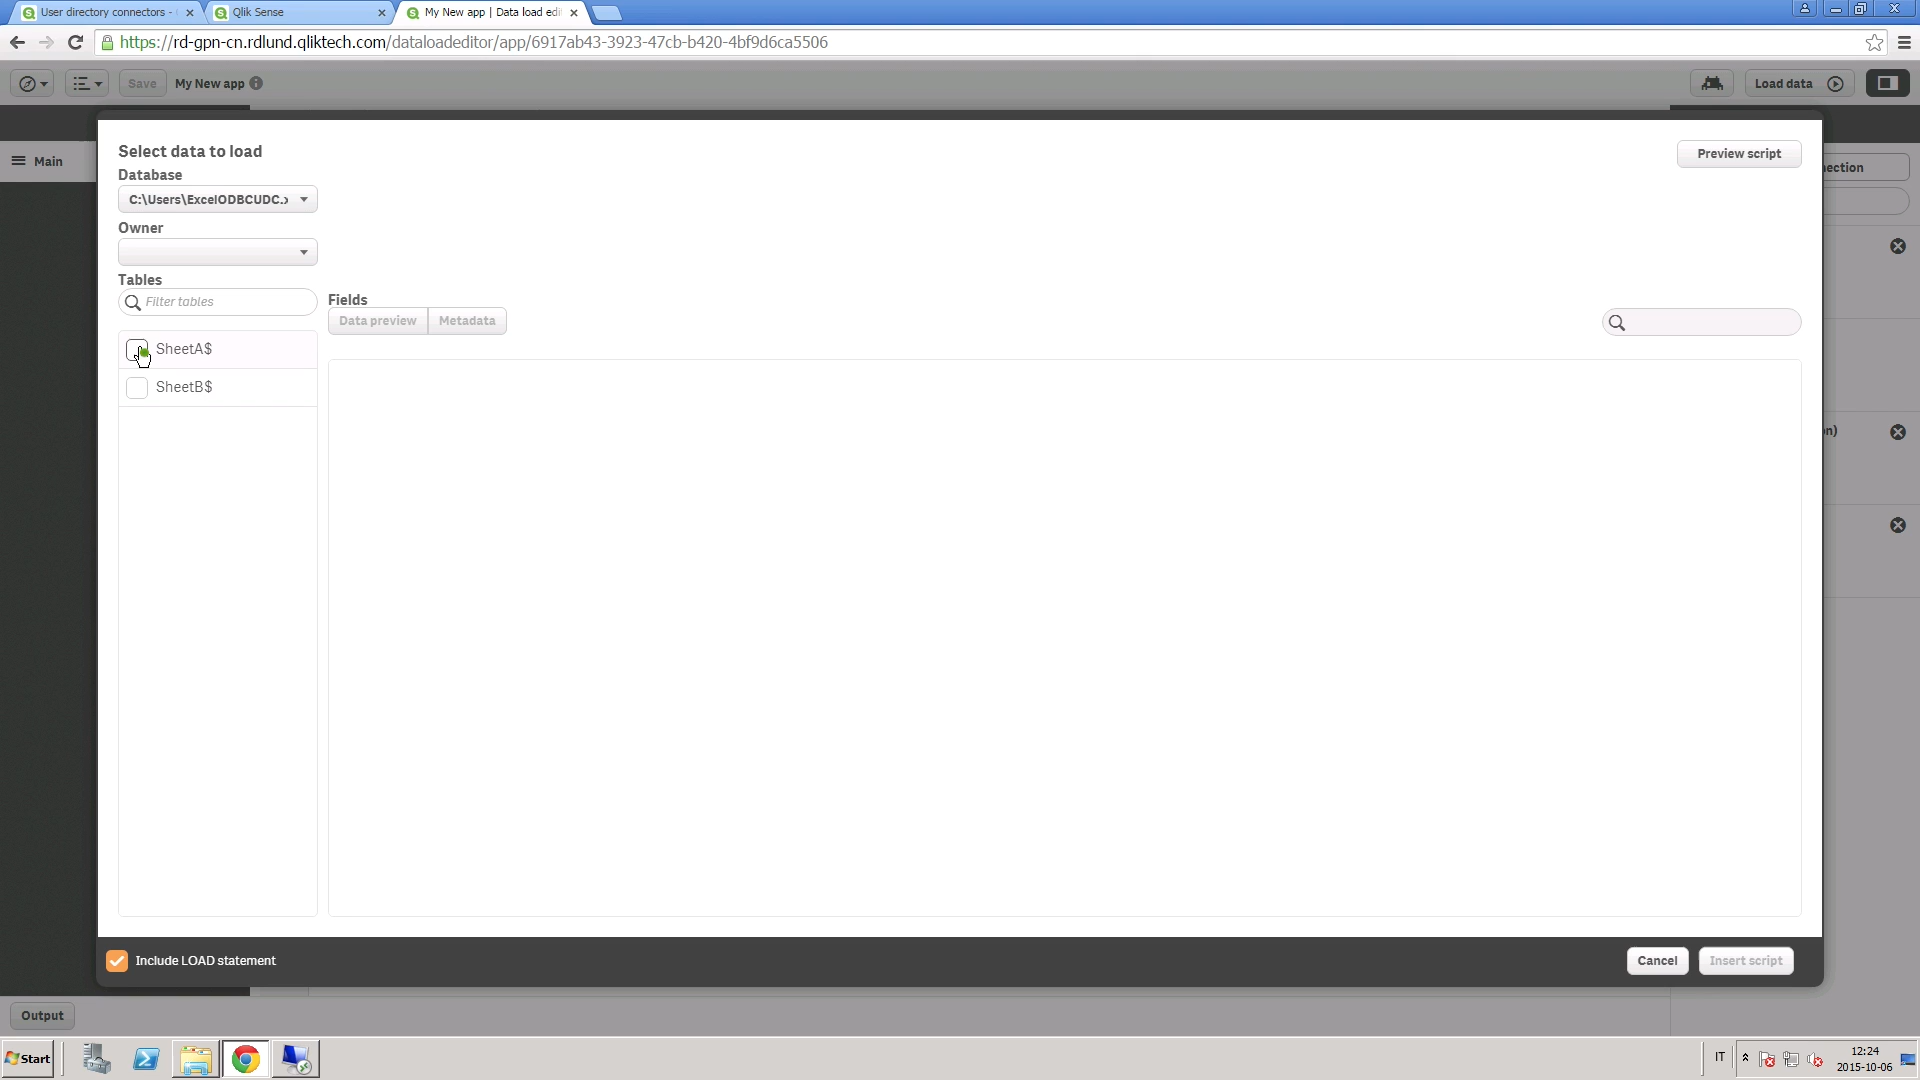 User directory connectors -
Qlik Sense
My New app | Data load edi
https://rd-gpn-cn.rdlund.qliktech.com/dataloadeditor/app/6917ab43-3923-47cb-b420-4bf9d6ca5506
Save
My New app
Load data
Main
Select data to load
Preview script
nection
Database
C:\Users\ExcelODBCUDC.x
Owner
Tables
Filter tables
Fields
Data preview
Metadata
SheetA$
SheetB$
on)
Include LOAD statement
Cancel
Insert script
Output
Start
IT
12:24
2015-10-06